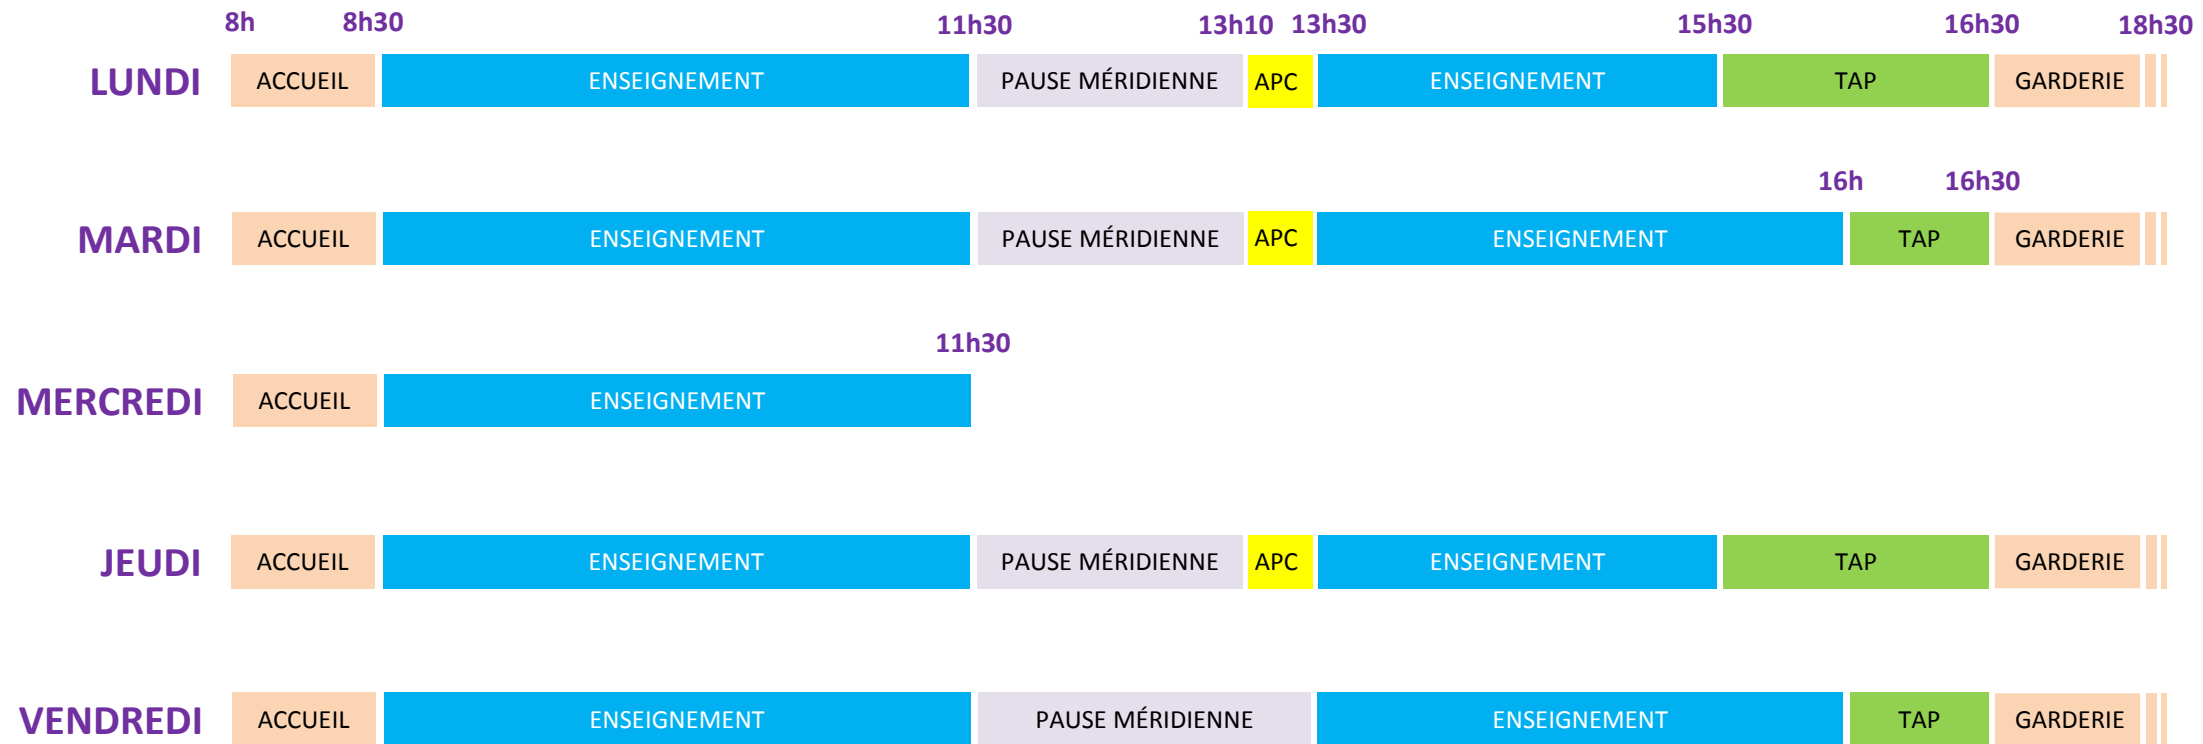 8h 8h30 11h30 13h10 13h30 15h30 16h30 18h30
LUNDI ACCUEIL ENSEIGNEMENT PAUSE MÉRIDIENNE APC ENSEIGNEMENT TAP GARDERIE
16h 16h30
MARDI ACCUEIL ENSEIGNEMENT PAUSE MÉRIDIENNE APC ENSEIGNEMENT TAP GARDERIE
11h30
MERCREDI ACCUEIL ENSEIGNEMENT
JEUDI ACCUEIL ENSEIGNEMENT PAUSE MÉRIDIENNE APC ENSEIGNEMENT TAP GARDERIE
VENDREDI ACCUEIL ENSEIGNEMENT PAUSE MÉRIDIENNE ENSEIGNEMENT TAP GARDERIE